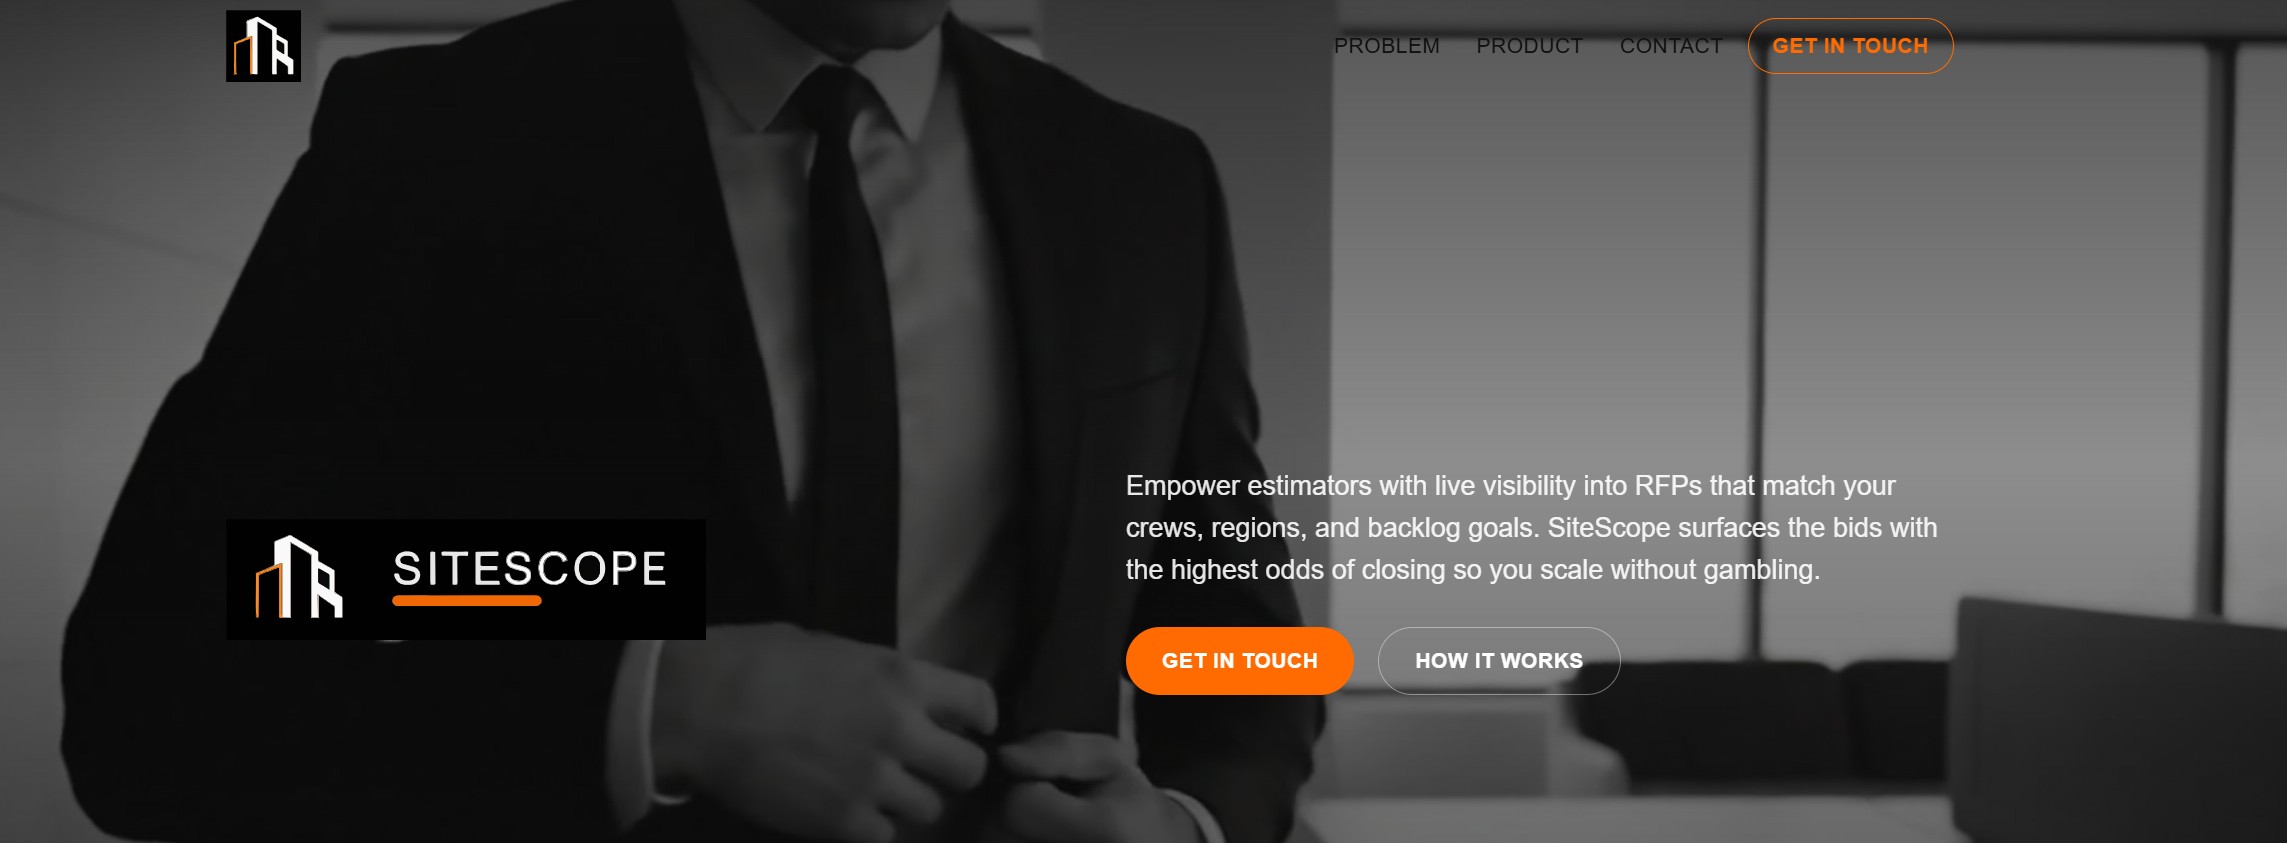 PROBLEM PRODUCT CONTACT GET IN TOUCH
SITESCOPE
Empower estimators with live visibility into RFPs that match your
crews, regions, and backlog goals. SiteScope surfaces the bids with
the highest odds of closing so you scale without gambling.
GET IN TOUCH HOW IT WORKS